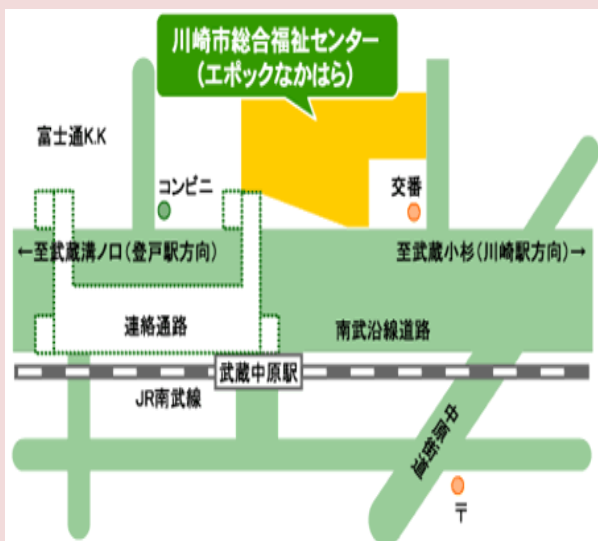 川崎市総合福祉センター
（エポックなかはら）
富士通K.K
コンビニ
交番
←至武蔵溝ノ口（登戸駅方向）
至武蔵小杉（川崎駅方向）→
連絡通路
南武沿線道路
武蔵中原駅
JR南武線
中原街道
〒